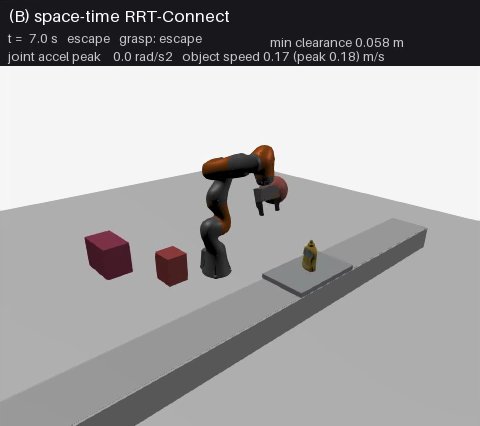 (B) space-time RRT-Connect
t =  7.0 s   escape   grasp: escape   min clearance 0.058 m
joint accel peak    0.0 rad/s2   object speed 0.17 (peak 0.18) m/s